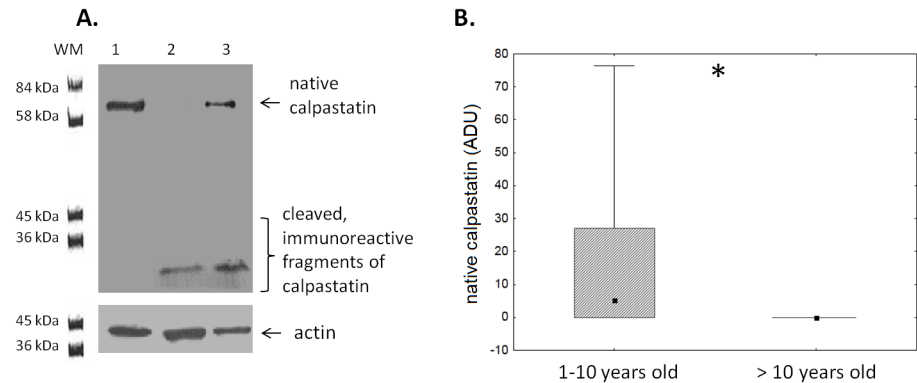 A.
WM 1 2 3
84 kDa
58 kDa
native
calpastatin
45 kDa
36 kDa
cleaved,
immunoreactive
fragments of
calpastatin
45 kDa
36 kDa
actin
B.
native calpastatin (ADU)
80
70
60
50
40
30
20
10
0
-10
*
1-10 years old
> 10 years old